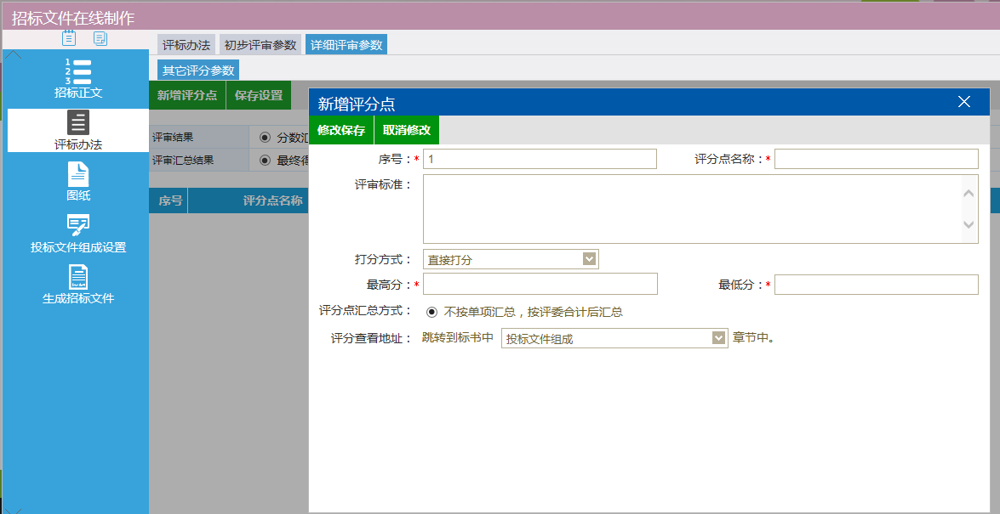 招标文件在线制作
评标办法 初步评审参数 详细评审参数
其它评分参数
新增评分点 保存设置
1
2
3
招标正文
评标办法
图纸
投标文件组成设置
生成招标文件
评审结果 分数汇
评审汇总结果 最终得
序号 评分点名称
新增评分点
修改保存 取消修改
序号：* 1 评分点名称：*
评审标准：
打分方式： 直接打分
最高分：* 最低分：*
评分点汇总方式： 不按单项汇总，按评委合计后汇总
评分查看地址： 跳转到标书中 投标文件组成 章节中。